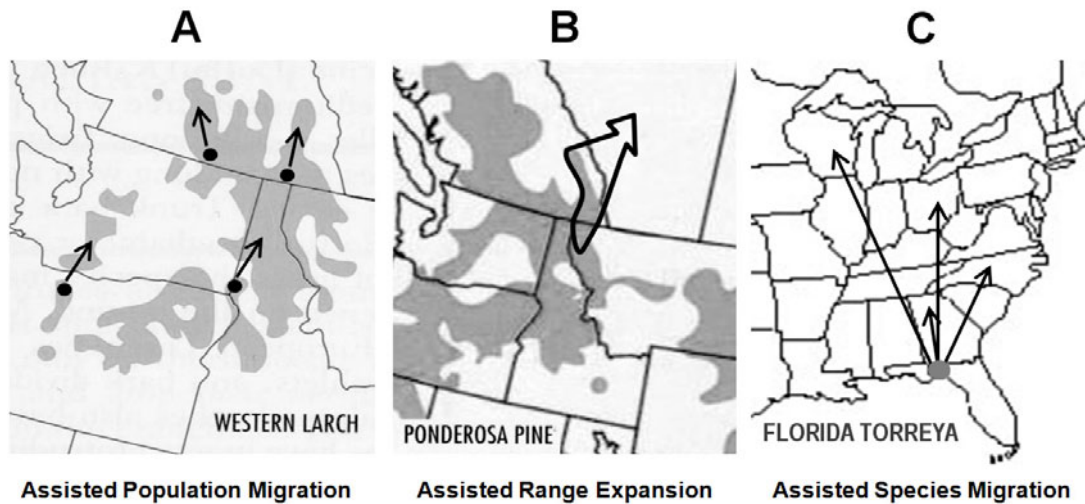 A
B
C
WESTERN LARCH
PONDEROSA PINE
FLORIDA TORREYA
Assisted Population Migration
Assisted Range Expansion
Assisted Species Migration